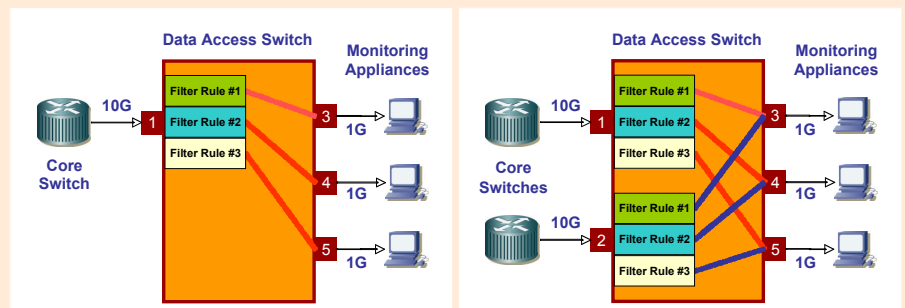 Data Access Switch
Monitoring
Appliances
Filter Rule #1
10G
1
Filter Rule #2
3
1G
Filter Rule #3
Core
Switch
4
1G
5
1G
Data Access Switch
Monitoring
Appliances
Filter Rule #1
10G
1
Filter Rule #2
3
1G
Filter Rule #3
Core
Switches
4
1G
Filter Rule #1
10G
2
Filter Rule #2
5
1G
Filter Rule #3